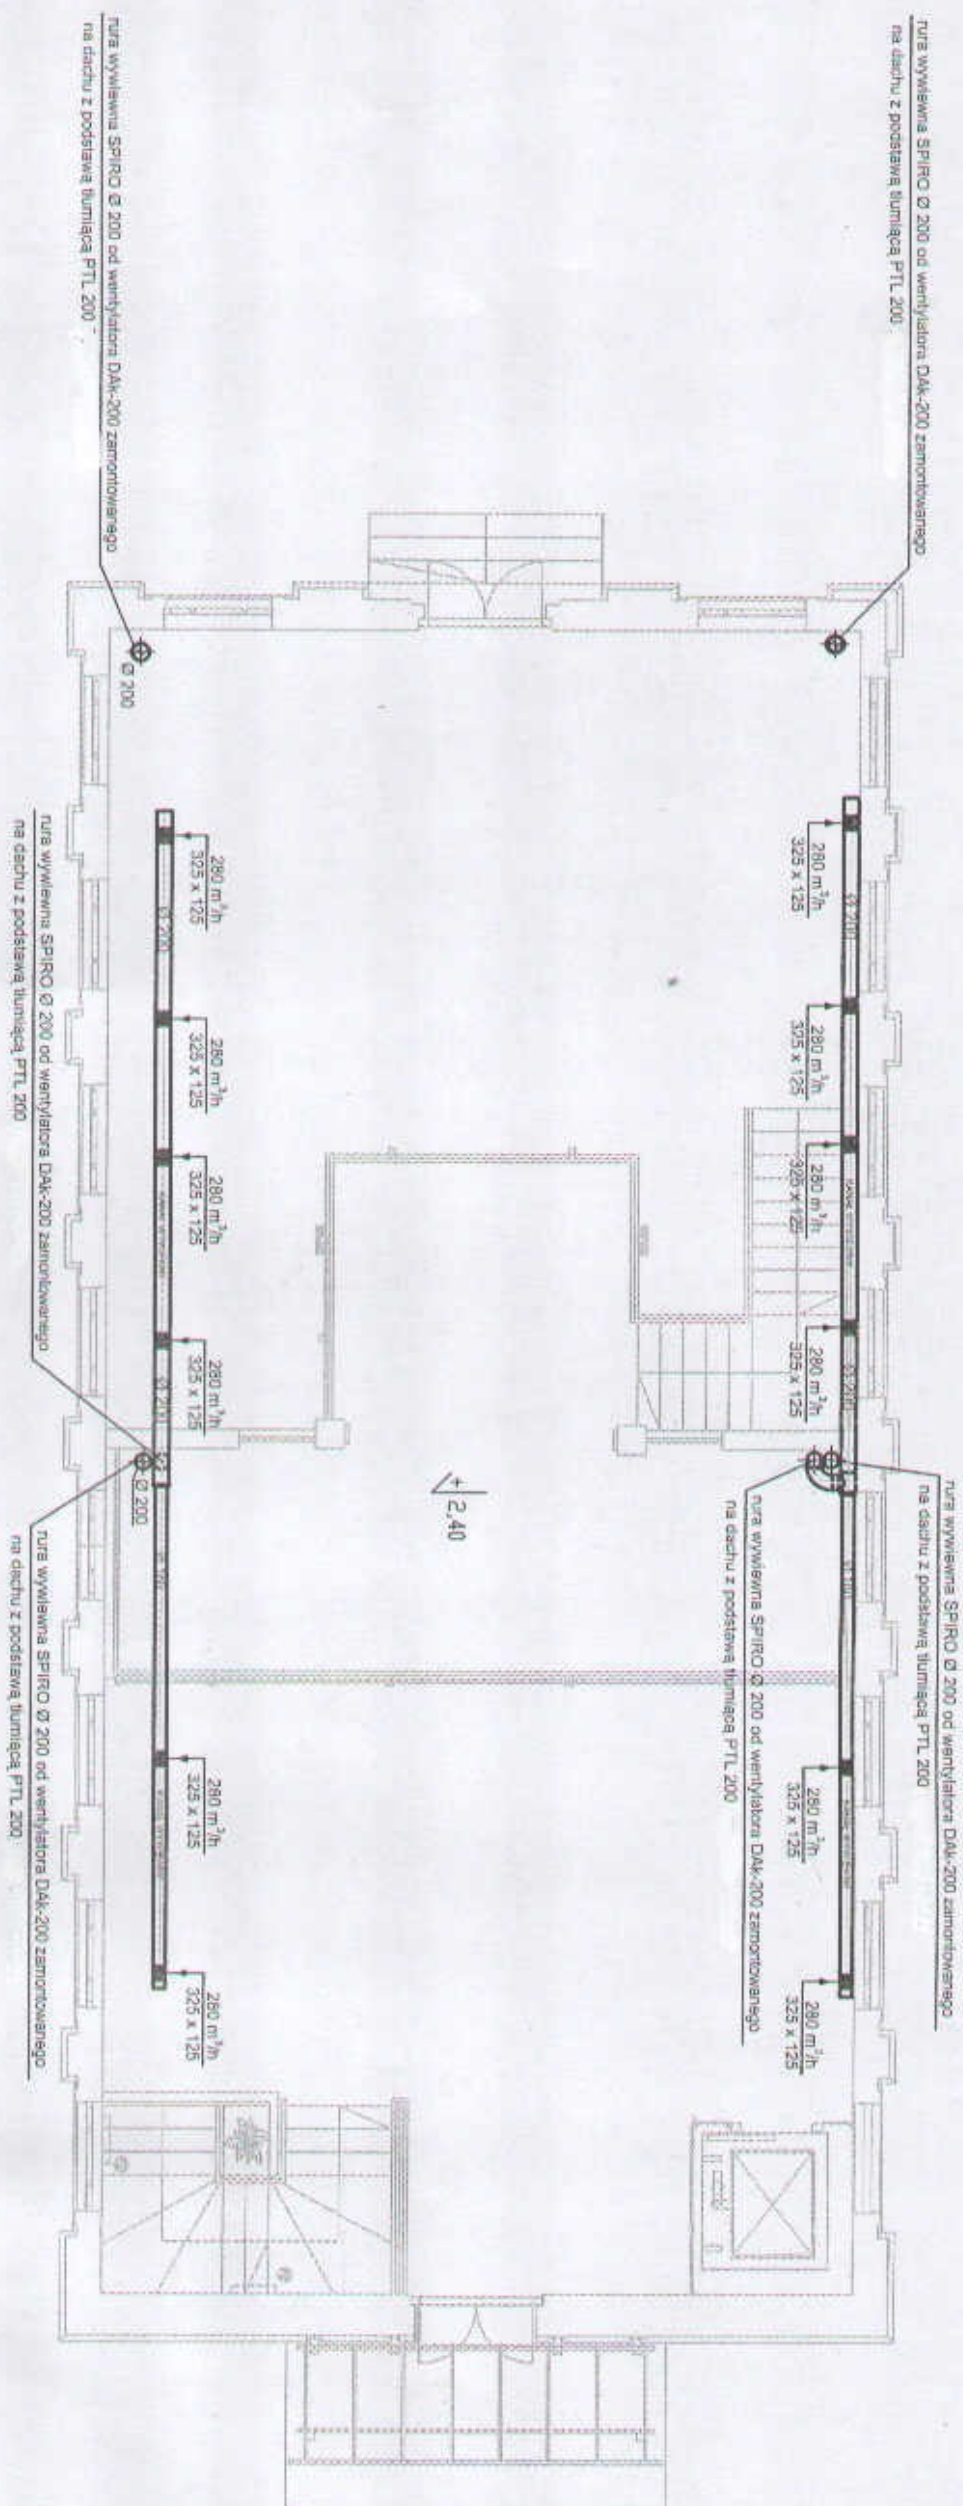 rura wywiewna SPIRO Ø 200 od wentylatora DAk-200 zamontowanego
na dachu z podstawą tłumiącą PTL 200
rura wywiewna SPIRO Ø 200 od wentylatora DAk-200 zamontowanego
na dachu z podstawą tłumiącą PTL 200
rura wywiewna SPIRO Ø 200 od wentylatora DAk-200 zamontowanego
na dachu z podstawą tłumiącą PTL 200
Ø 200
280 m³/h
325 x 125
280 m³/h
325 x 125
280 m³/h
325 x 125
280 m³/h
325 x 125
Ø 200
280 m³/h
325 x 125
280 m³/h
325 x 125
rura wywiewna SPIRO Ø 200 od wentylatora DAk-200 zamontowanego
na dachu z podstawą tłumiącą PTL 200
+
2,40
Ø 200
Ø 200
280 m³/h
325 x 125
280 m³/h
325 x 125
280 m³/h
325 x 125
280 m³/h
325 x 125
Ø 200
Ø 200
280 m³/h
325 x 125
280 m³/h
325 x 125
rura wywiewna SPIRO Ø 200 od wentylatora DAk-200 zamontowanego
na dachu z podstawą tłumiącą PTL 200
rura wywiewna SPIRO Ø 200 od wentylatora DAk-200 zamontowanego
na dachu z podstawą tłumiącą PTL 200